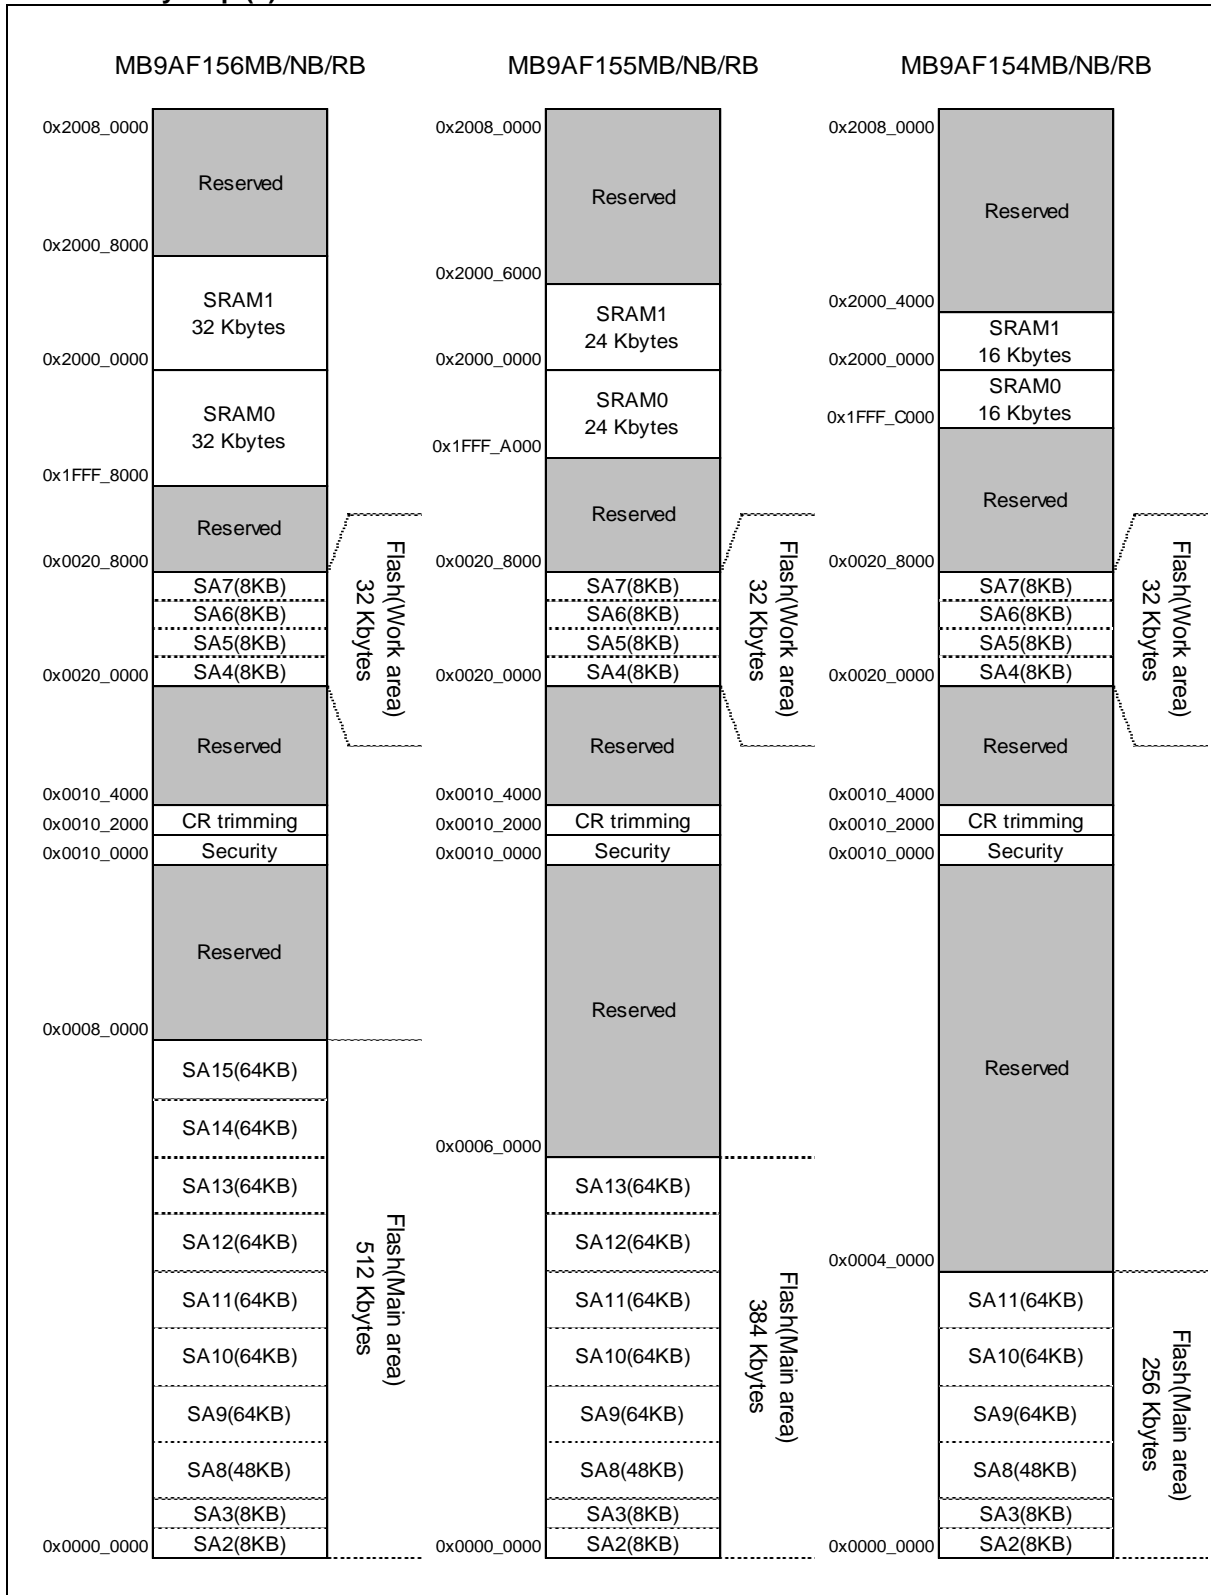 MB9AF156MB/NB/RB
0x2008_0000
Reserved
0x2000_8000
SRAM1
32 Kbytes
0x2000_0000
SRAM0
32 Kbytes
0x1FFF_8000
Reserved
0x0020_8000
SA7(8KB)
SA6(8KB)
SA5(8KB)
SA4(8KB)
0x0020_0000
Flash(Work area)
32 Kbytes
Reserved
0x0010_4000
CR trimming
0x0010_2000
Security
0x0010_0000
Reserved
0x0008_0000
SA15(64KB)
SA14(64KB)
SA13(64KB)
SA12(64KB)
SA11(64KB)
SA10(64KB)
SA9(64KB)
SA8(48KB)
SA3(8KB)
SA2(8KB)
0x0000_0000
Flash(Main area)
512 Kbytes
MB9AF155MB/NB/RB
0x2008_0000
Reserved
0x2000_6000
SRAM1
24 Kbytes
0x2000_0000
SRAM0
24 Kbytes
0x1FFF_A000
Reserved
0x0020_8000
SA7(8KB)
SA6(8KB)
SA5(8KB)
SA4(8KB)
0x0020_0000
Flash(Work area)
32 Kbytes
Reserved
0x0010_4000
CR trimming
0x0010_2000
Security
0x0010_0000
Reserved
0x0006_0000
SA13(64KB)
SA12(64KB)
SA11(64KB)
SA10(64KB)
SA9(64KB)
SA8(48KB)
SA3(8KB)
SA2(8KB)
0x0000_0000
Flash(Main area)
384 Kbytes
MB9AF154MB/NB/RB
0x2008_0000
Reserved
0x2000_4000
SRAM1
16 Kbytes
0x2000_0000
SRAM0
16 Kbytes
0x1FFF_C000
Reserved
0x0020_8000
SA7(8KB)
SA6(8KB)
SA5(8KB)
SA4(8KB)
0x0020_0000
Flash(Work area)
32 Kbytes
Reserved
0x0010_4000
CR trimming
0x0010_2000
Security
0x0010_0000
Reserved
0x0004_0000
SA11(64KB)
SA10(64KB)
SA9(64KB)
SA8(48KB)
SA3(8KB)
SA2(8KB)
0x0000_0000
Flash(Main area)
256 Kbytes